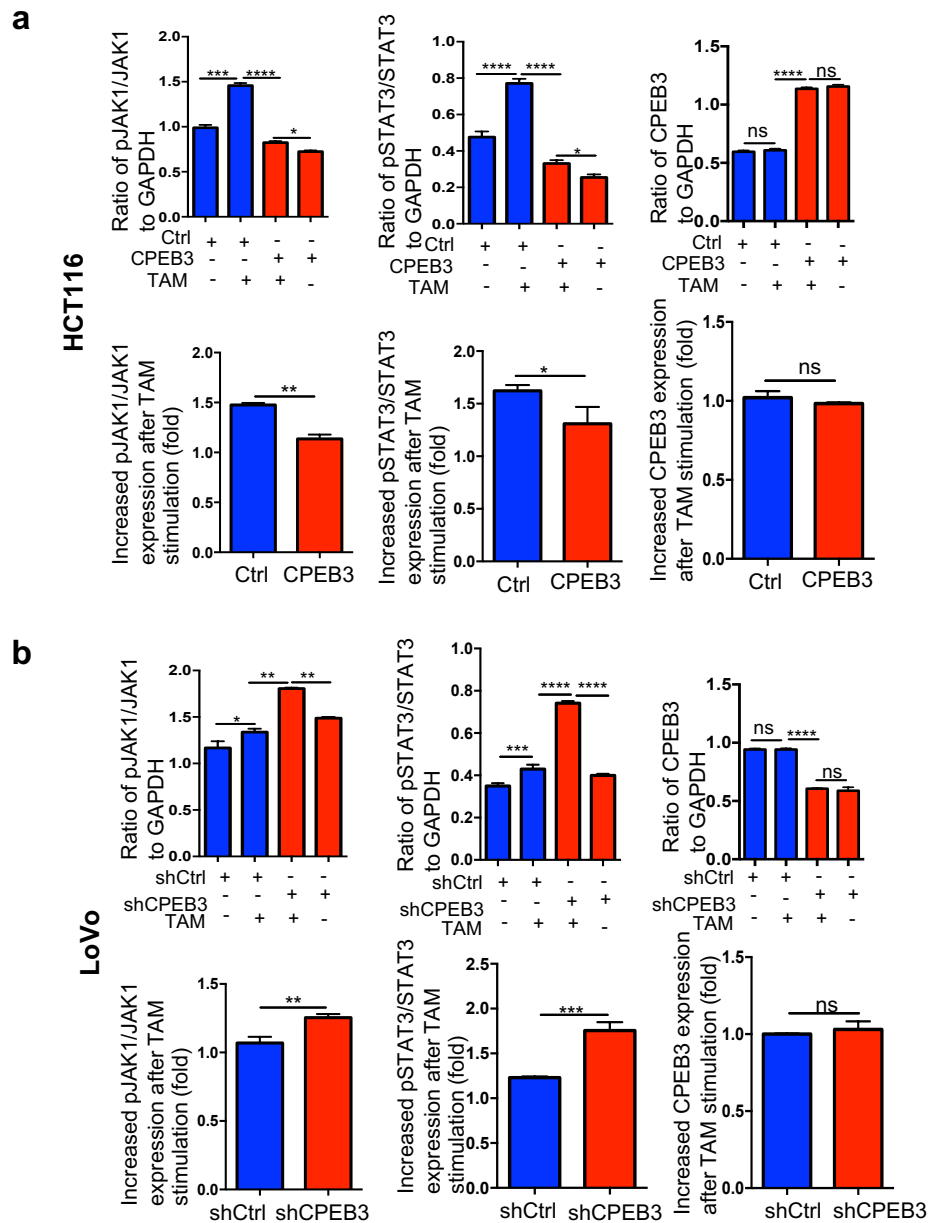 a
HCT116
Ratio of pJAK1/JAK1
to GAPDH
2.0
1.5
1.0
0.5
0.0
*** ****
*
Ctrl + + - -
CPEB3 - - + +
TAM - + + -
Ratio of pSTAT3/STAT3
to GAPDH
1.0
0.8
0.6
0.4
0.2
0.0
**** ****
*
Ctrl + + - -
CPEB3 - - + +
TAM - + + -
Ratio of CPEB3
to GAPDH
1.5
1.0
0.5
0.0
ns **** ns
Ctrl + + - -
CPEB3 - - + +
TAM - + + -
Increased pJAK1/JAK1
expression after TAM
stimulation (fold)
2.0
1.5
1.0
0.5
0.0
**
Ctrl CPEB3
Increased pSTAT3/STAT3
expression after TAM
stimulation (fold)
2.0
1.5
1.0
0.5
0.0
*
Ctrl CPEB3
Increased CPEB3 expression
after TAM stimulation (fold)
1.5
1.0
0.5
0.0
ns
Ctrl CPEB3
b
LoVo
Ratio of pJAK1/JAK1
to GAPDH
2.0
1.5
1.0
0.5
0.0
* ** **
shCtrl + + - -
shCPEB3 - - + +
TAM - + + -
Ratio of pSTAT3/STAT3
to GAPDH
1.0
0.8
0.6
0.4
0.2
0.0
*** **** ****
shCtrl + + - -
shCPEB3 - - + +
TAM - + + -
Ratio of CPEB3
to GAPDH
1.5
1.0
0.5
0.0
ns **** ns
shCtrl + + - -
shCPEB3 - - + +
TAM - + + -
Increased pJAK1/JAK1
expression after TAM
stimulation (fold)
1.5
1.0
0.5
0.0
**
shCtrl shCPEB3
Increased pSTAT3/STAT3
expression after TAM
stimulation (fold)
2.5
2.0
1.5
1.0
0.5
0.0
***
shCtrl shCPEB3
Increased CPEB3 expression
after TAM stimulation (fold)
1.5
1.0
0.5
0.0
ns
shCtrl shCPEB3